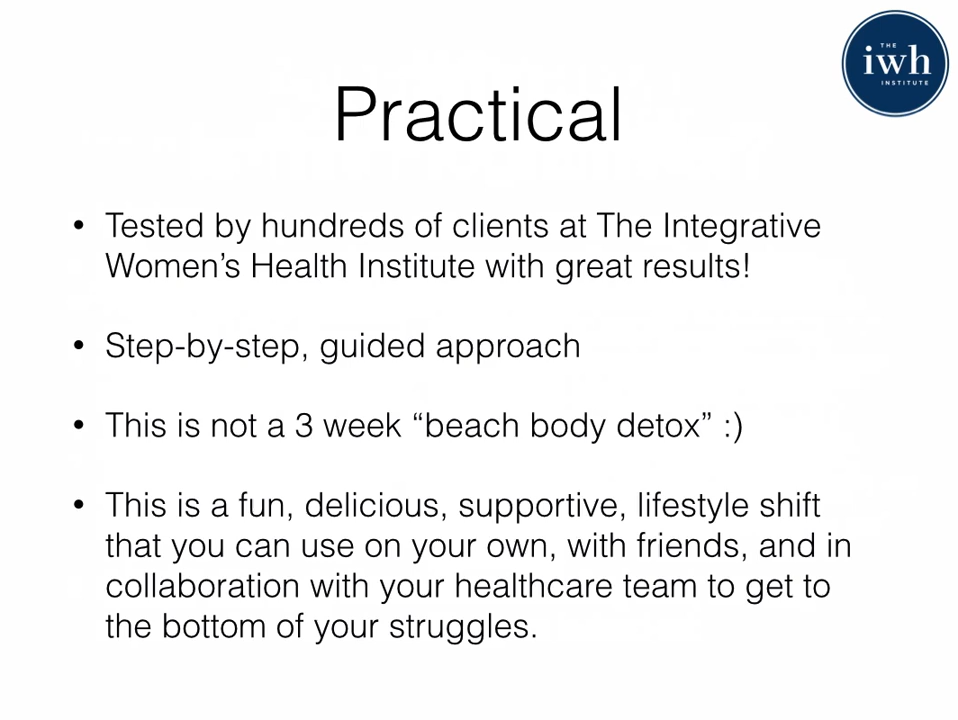 THE
iwh
INSTITUTE
Practical
• Tested by hundreds of clients at The Integrative
Women’s Health Institute with great results!
• Step-by-step, guided approach
• This is not a 3 week “beach body detox” :)
• This is a fun, delicious, supportive, lifestyle shift
that you can use on your own, with friends, and in
collaboration with your healthcare team to get to
the bottom of your struggles.